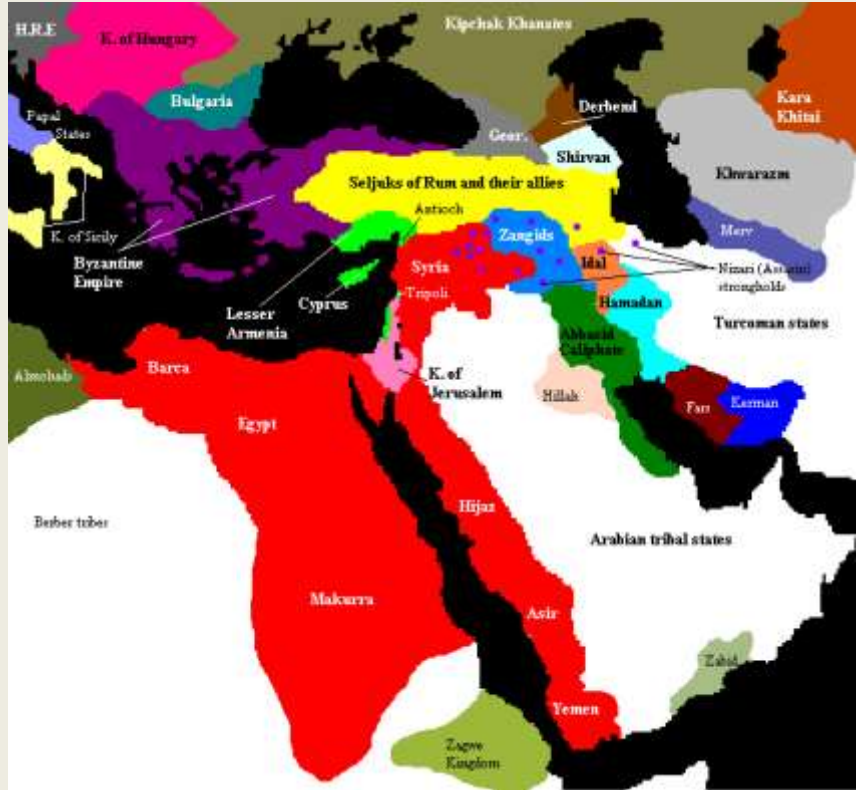 H.R.E
K. of Hungary
Kipchak Khanates
Bulgaria
Derbend
Kara
Khitai
Papal
States
Geor.
Shirvan
Khwarazm
Seljuks of Rum and their allies
Antioch
Merv
K. of Sicily
Zangids
Byzantine
Empire
Syria
Idal
Nizari (Assasin)
strongholds
Lesser
Armenia
Cyprus
Tripoli
Hamadan
Turcoman states
Abbasid
Caliphate
Almohads
Barca
K. of
Jerusalem
Hillah
Fars
Kerman
Egypt
Berber tribes
Hijaz
Arabian tribal states
Makurra
Asir
Zabid
Yemen
Zagwe
Kingdom